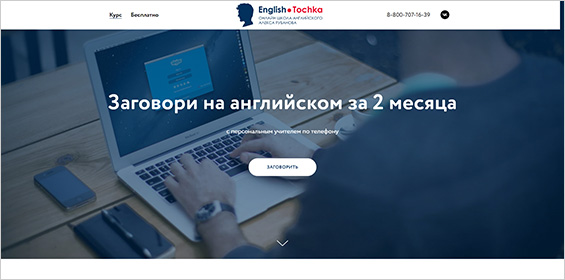 Курс
Бесплатно
English Tochka
ОНЛАЙН-ШКОЛА АНГЛИЙСКОГО
АЛЕКСА РУБАНОВА
8-800-707-16-39
Заговори на английском за 2 месяца
с персональным учителем по телефону
ЗАГОВОРИТЬ